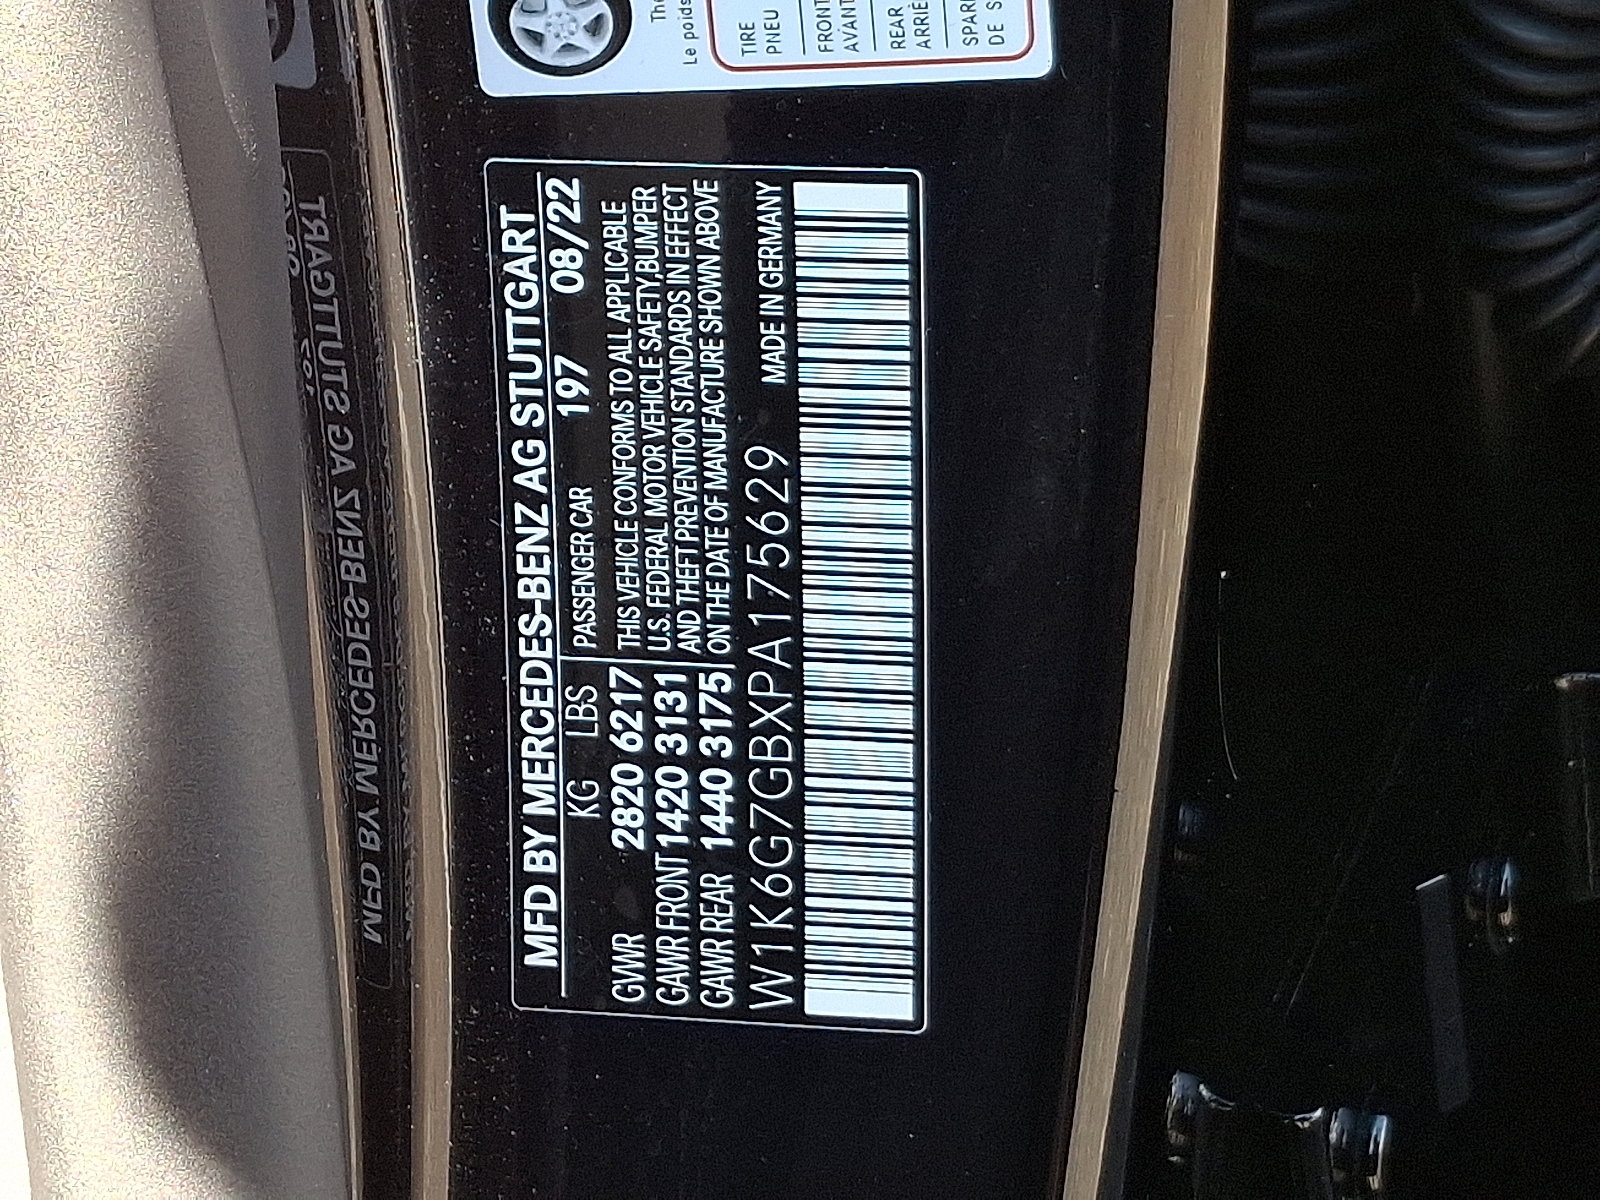 MFD BY MERCEDES-BENZ AG STUTTGART
KG LBS PASSENGER CAR 197 08/22
GVWR 2820 6217
GAWR FRONT 1420 3131
GAWR REAR 1440 3175
THIS VEHICLE CONFORMS TO ALL APPLICABLE
U.S. FEDERAL MOTOR VEHICLE SAFETY, BUMPER
AND THEFT PREVENTION STANDARDS IN EFFECT
ON THE DATE OF MANUFACTURE SHOWN ABOVE
W1K6G7GBXPA175629 MADE IN GERMANY
Le poids
TIRE
PNEU
FRONT
AVANT
REAR
DE
MFD BY MERCEDES-BENZ AG STUTTGART